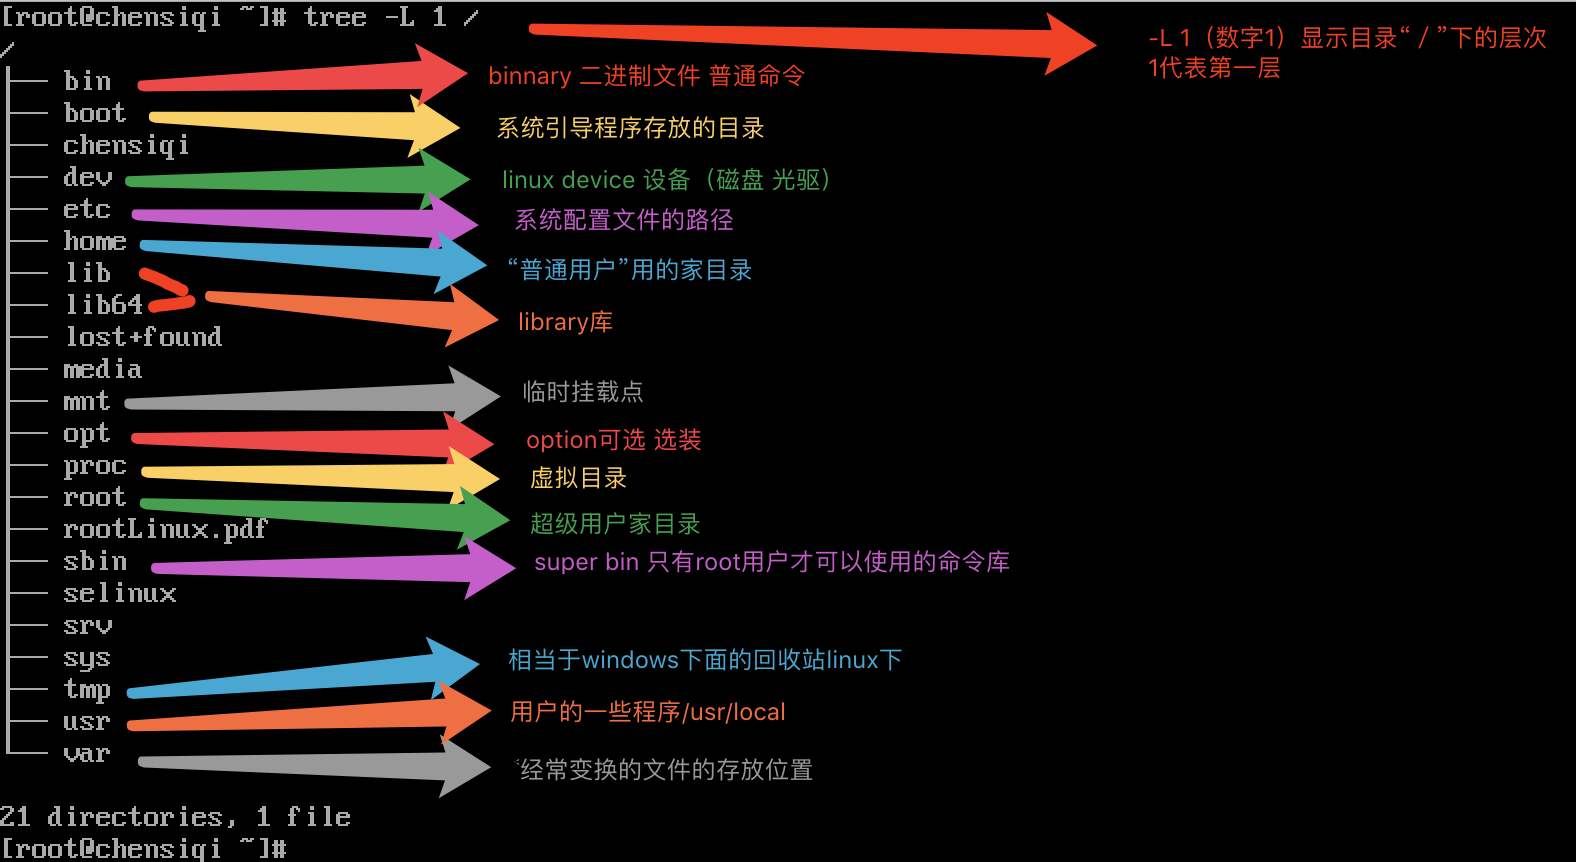 [root@chensiqi ~]# tree -L 1 /
-L 1（数字1）显示目录“ / ”下的层次
1代表第一层
/
bin binnary 二进制文件 普通命令
boot 系统引导程序存放的目录
chensiqi
dev linux device 设备（磁盘 光驱）
etc 系统配置文件的路径
home “普通用户”用的家目录
lib
lib64 library库
lost+found
media
mnt 临时挂载点
opt option可选 选装
proc 虚拟目录
root 超级用户家目录
rootLinux.pdf
sbin super bin 只有root用户才可以使用的命令库
selinux
srv
sys
tmp 相当于windows下面的回收站linux下
usr 用户的一些程序/usr/local
var 经常变换的文件的存放位置
21 directories, 1 file
[root@chensiqi ~]#